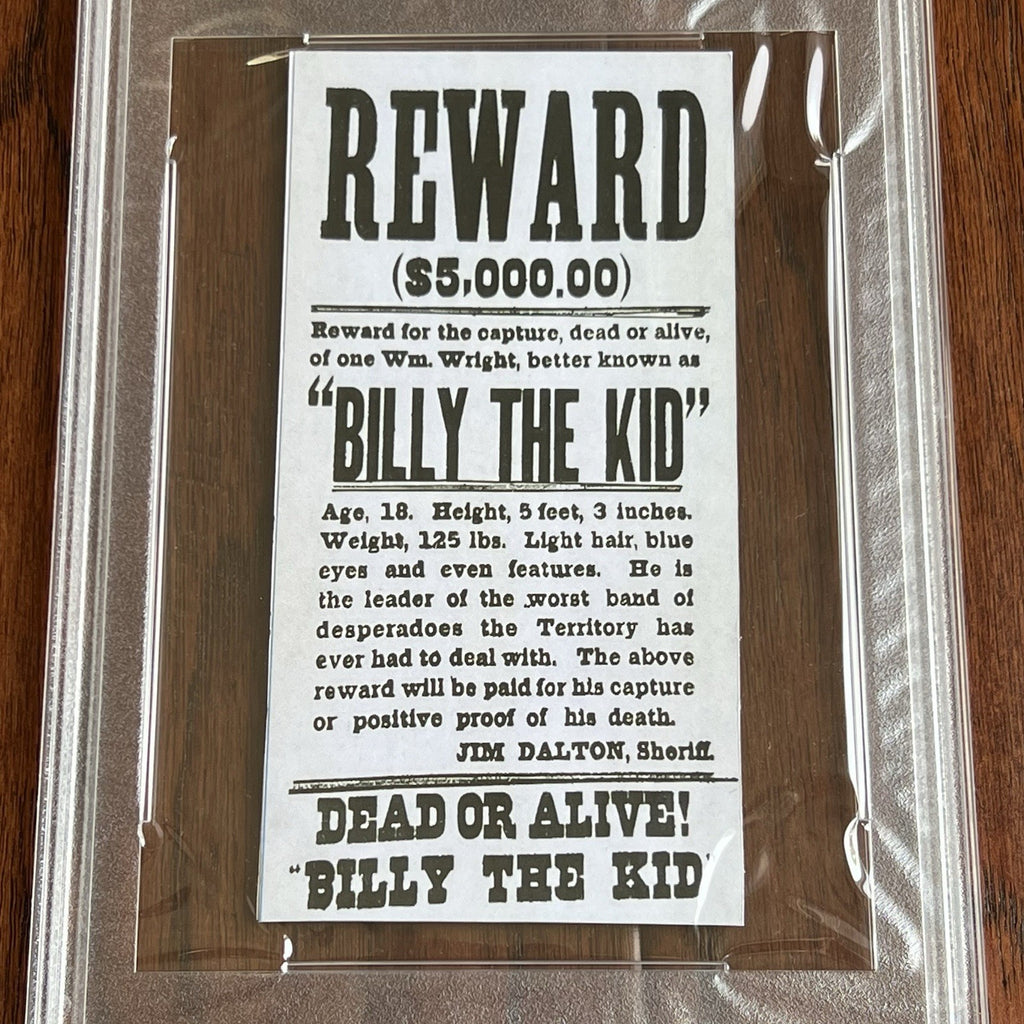 REWARD
($5,000.00)
Reward for the capture, dead or alive,
of one Wm. Wright, better known as
"BILLY THE KID"
Age, 18. Height, 5 feet, 3 inches.
Weight, 125 lbs. Light hair, blue
eyes and even features. He is
the leader of the worst band of
desperadoes the Territory has
ever had to deal with. The above
reward will be paid for his capture
or positive proof of his death.
JIM DALTON, Sheriff.
DEAD OR ALIVE!
"BILLY THE KID"